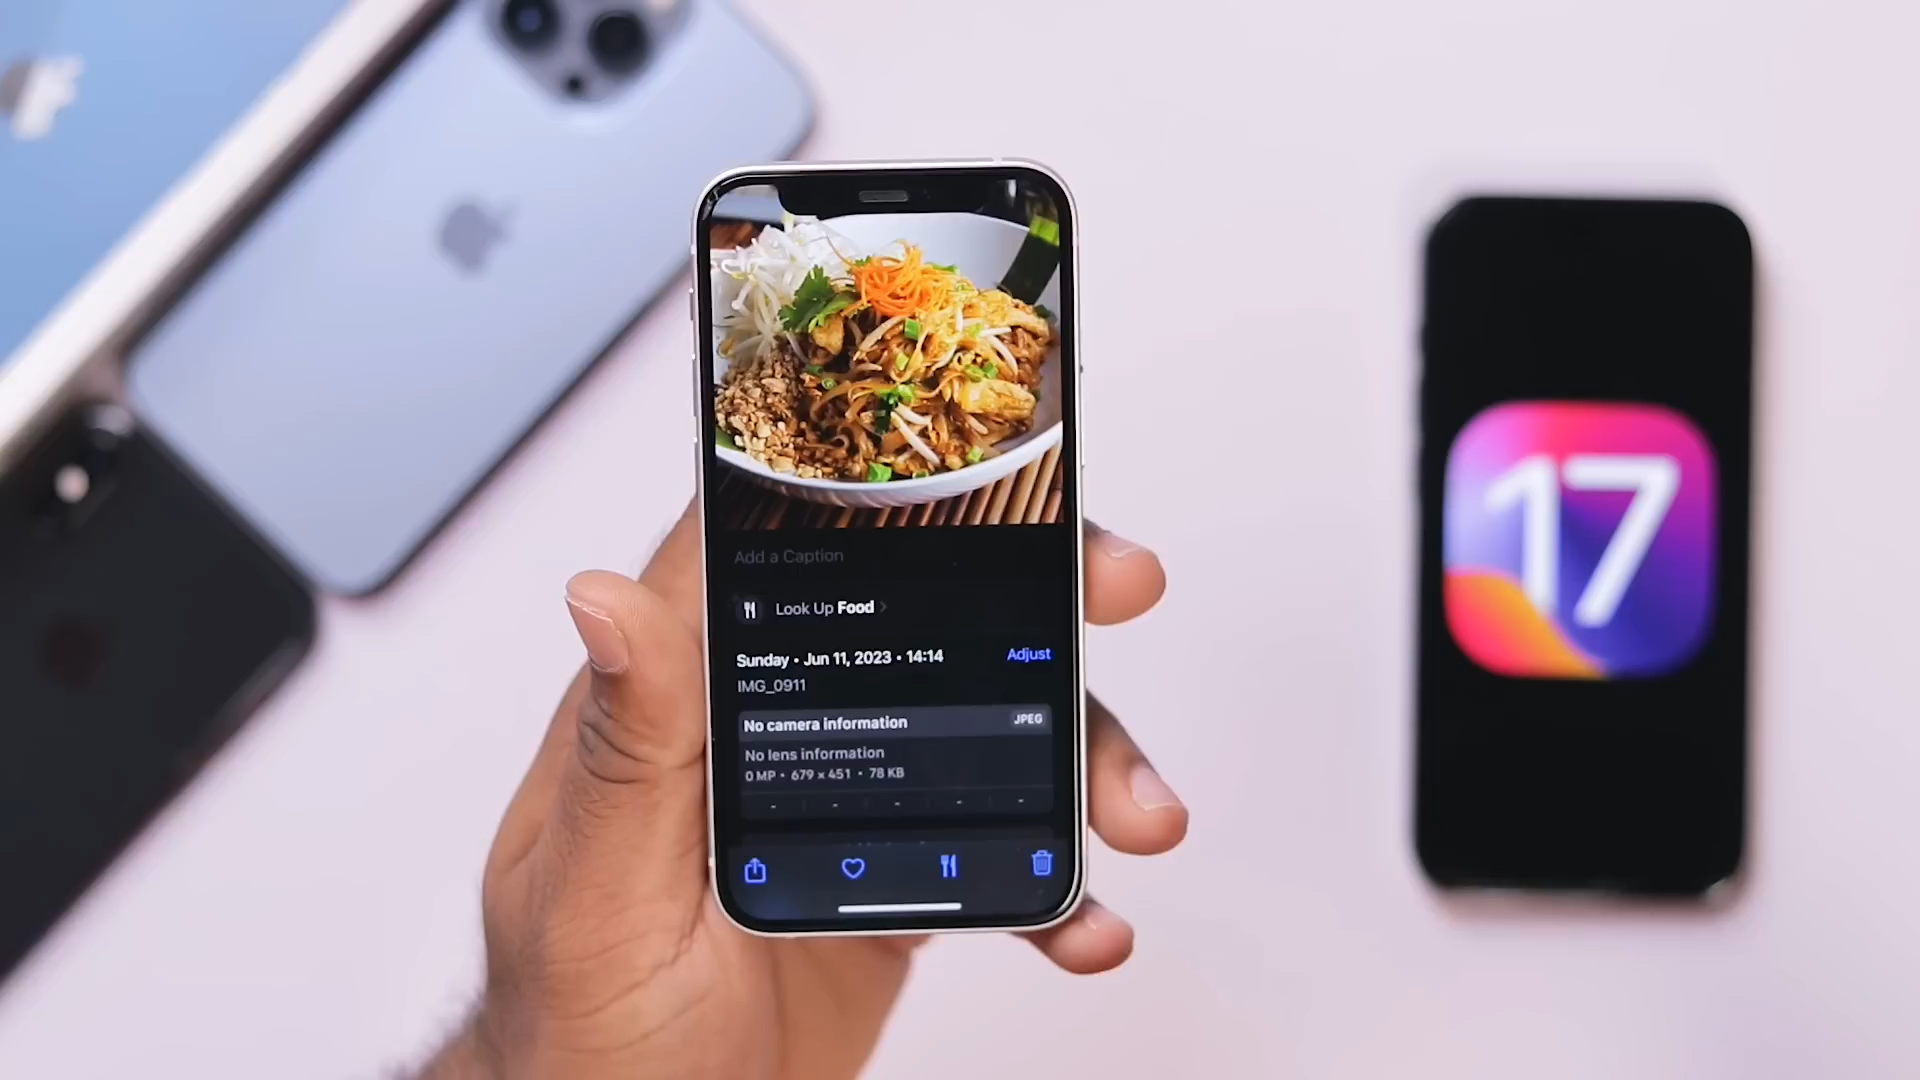 Add a Caption
Look Up Food
Sunday • Jun 11, 2023 • 14:14 Adjust
IMG_0911
No camera information JPEG
No lens information
0 MP • 679 × 451 • 78 KB
- - - - -
17